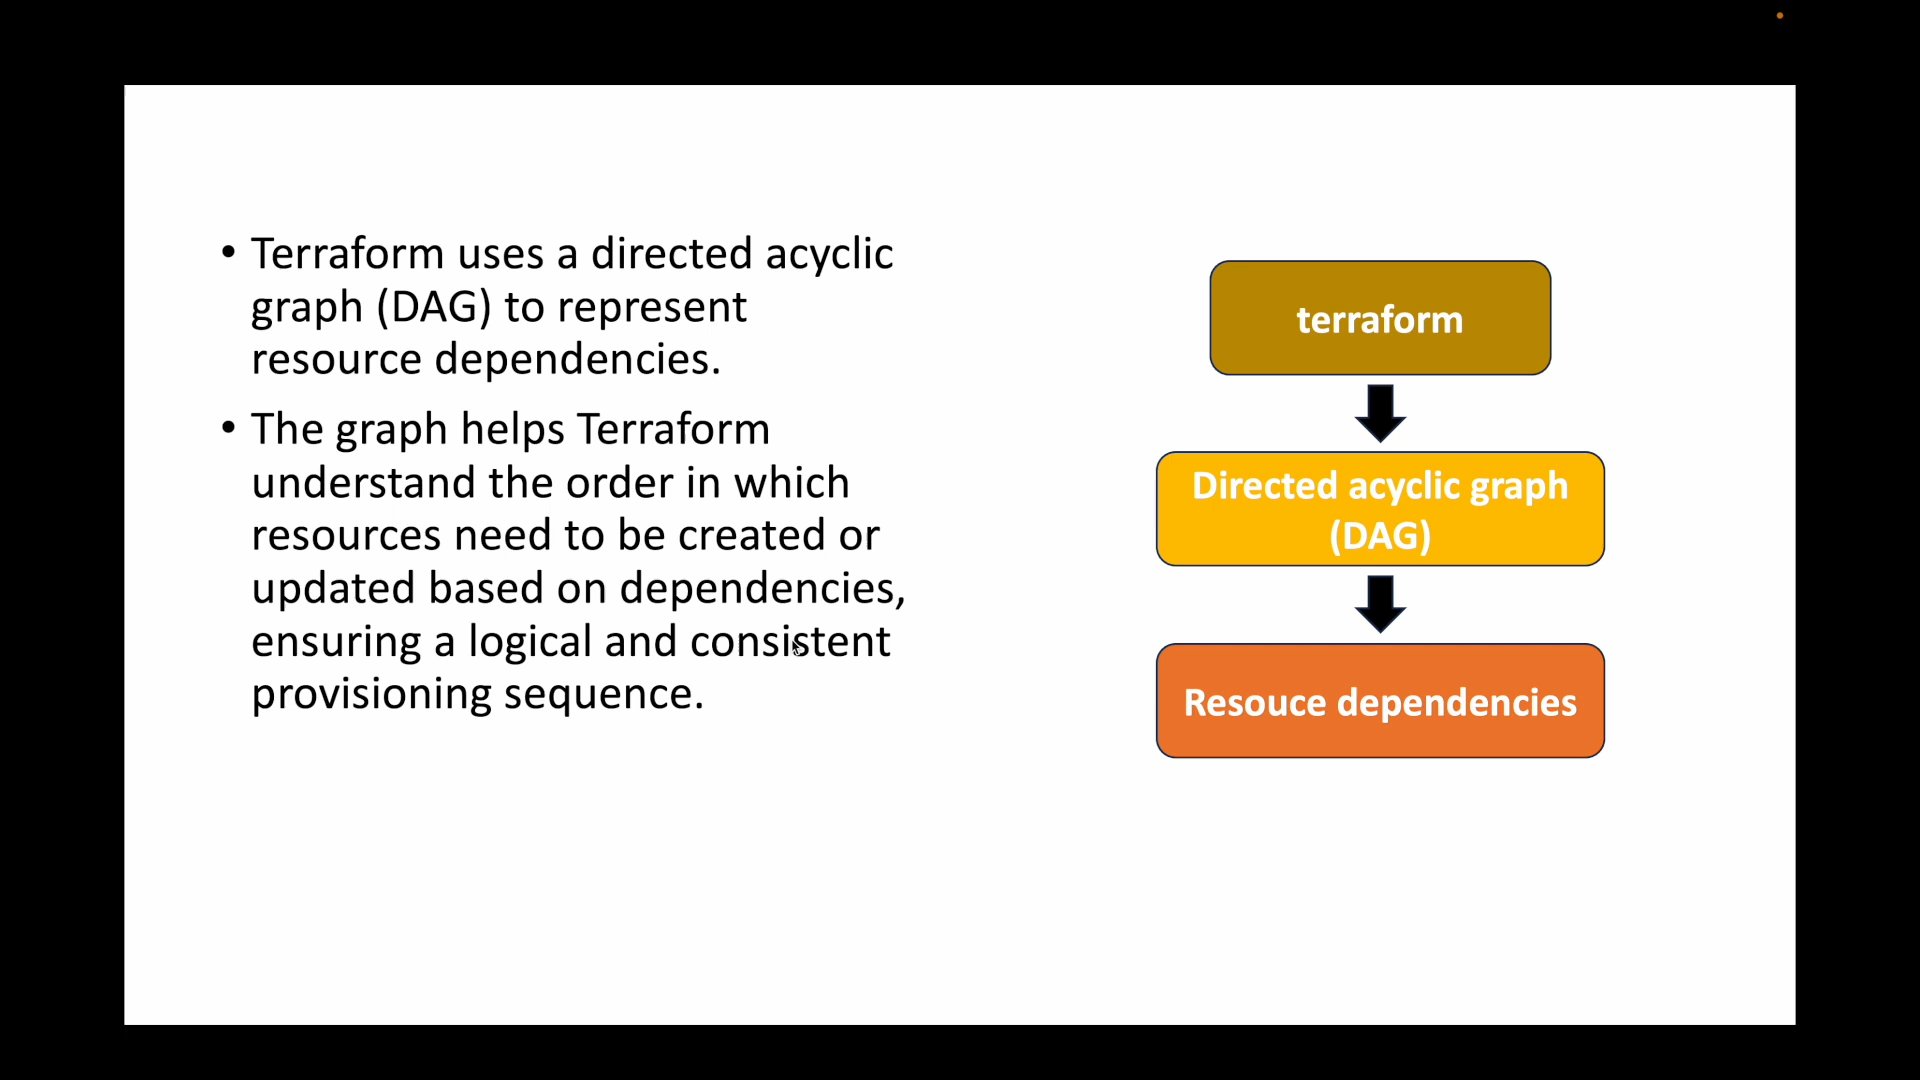 • Terraform uses a directed acyclic
graph (DAG) to represent
resource dependencies.
• The graph helps Terraform
understand the order in which
resources need to be created or
updated based on dependencies,
ensuring a logical and consistent
provisioning sequence.
terraform
Directed acyclic graph
(DAG)
Resouce dependencies